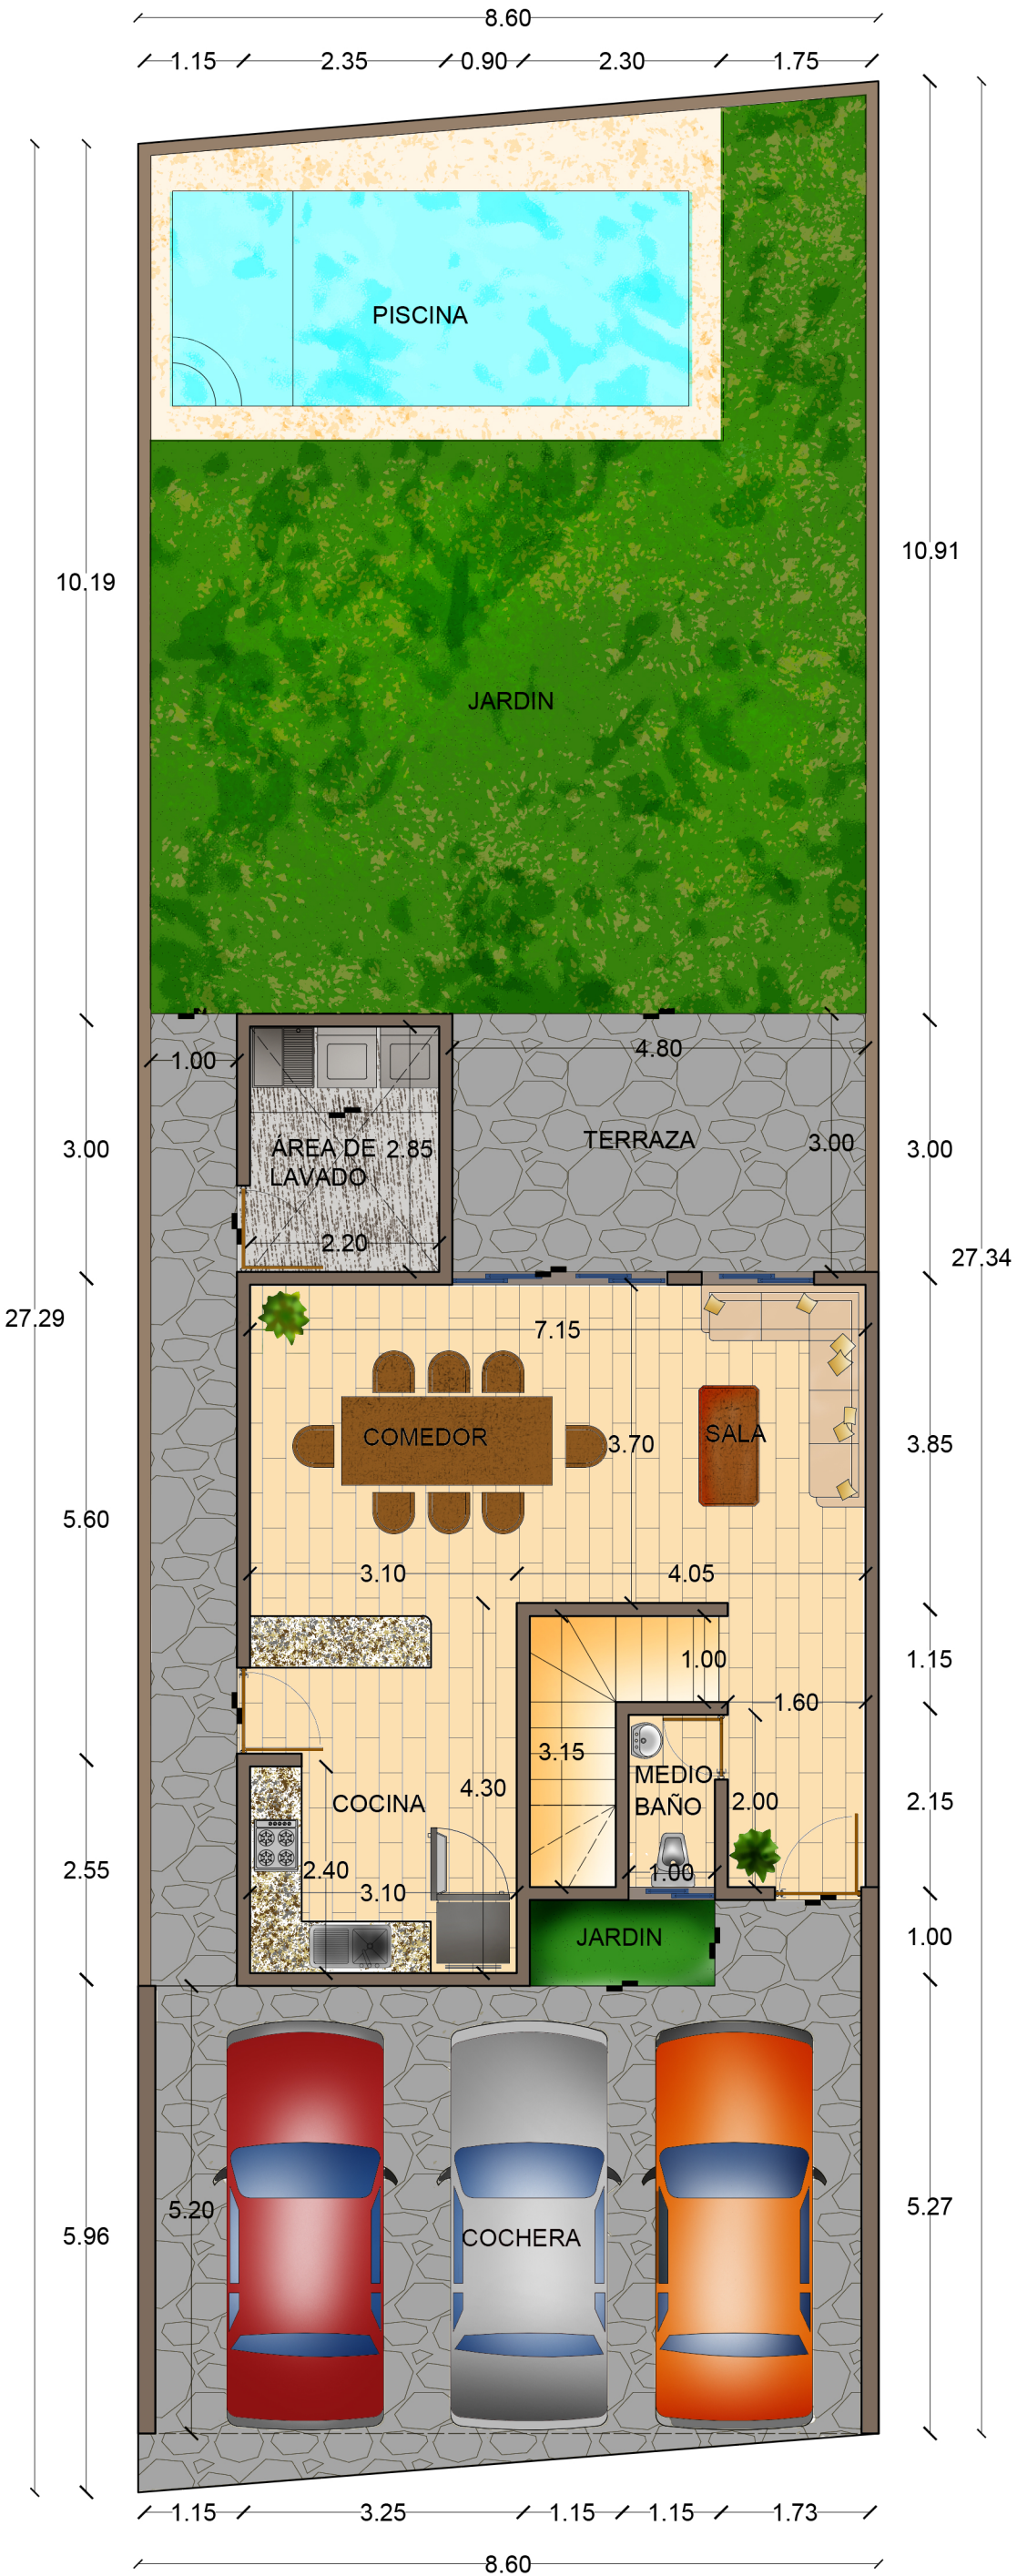 8.60
1.15 2.35 0.90 2.30 1.75
PISCINA
10.91
10.19
JARDIN
1.00 4.80
TERRAZA
3.00 3.00 3.00
ÁREA DE 2.85
LAVADO
2.20
27.34
27.29
7.15
COMEDOR SALA
3.70 3.85
5.60
3.10 4.05
1.00 1.15
1.60
3.15
MEDIO
BAÑO
COCINA 4.30 2.00 2.15
2.55 2.40 1.00
3.10
JARDIN 1.00
5.20 5.27
5.96 COCHERA
1.15 3.25 1.15 1.15 1.73
8.60